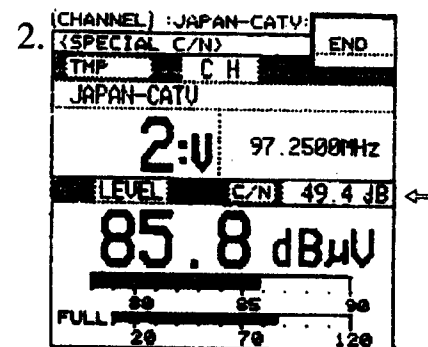 (CHANNEL) :JAPAN-CATV:
2.
(SPECIAL C/N)
END
TMP
CH
JAPAN-CATV
2:V
97.2500MHz
LEVEL
C/N
49.4 dB
⇐
85.8 dBµV
80 85 90
FULL
20 70 120